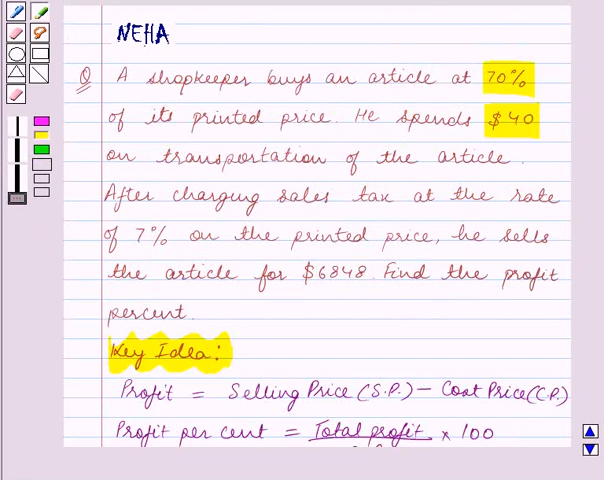 NEHA
Q A shopkeeper buys an article at 70%
of its printed price. He spends $40
on transportation of the article.
After charging sales tax at the rate
of 7% on the printed price, he sells
the article for $6848. Find the profit
percent.
Key Idea:
Profit = Selling Price (S.P.) - Cost Price (C.P.)
Profit per cent = Total profit × 100